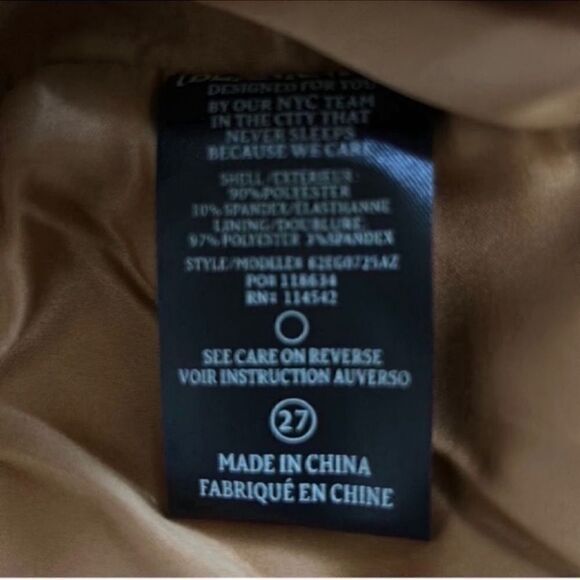 DESIGNED FOR YOU
BY OUR NYC TEAM
IN THE CITY THAT
NEVER SLEEPS
BECAUSE WE CARE
SHELL/EXTERIEUR
90%POLYESTER
10% SPANDEX/ELASTHANNE
LINING/DOUBLURE
97% POLYESTER 3%SPANDEX
STYLE/MODELE# 62EG0725AZ
PO# 118634
RN# 114542
SEE CARE ON REVERSE
VOIR INSTRUCTION AUVERSO
27
MADE IN CHINA
FABRIQUÉ EN CHINE